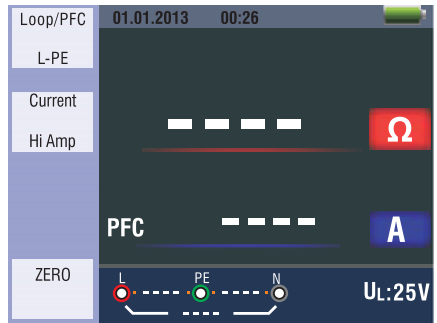 Loop/PFC
01.01.2013 00:26
L-PE
Current
Hi Amp
---- Ω
PFC ---- A
ZERO
L PE N
---- ----
----
UL:25V